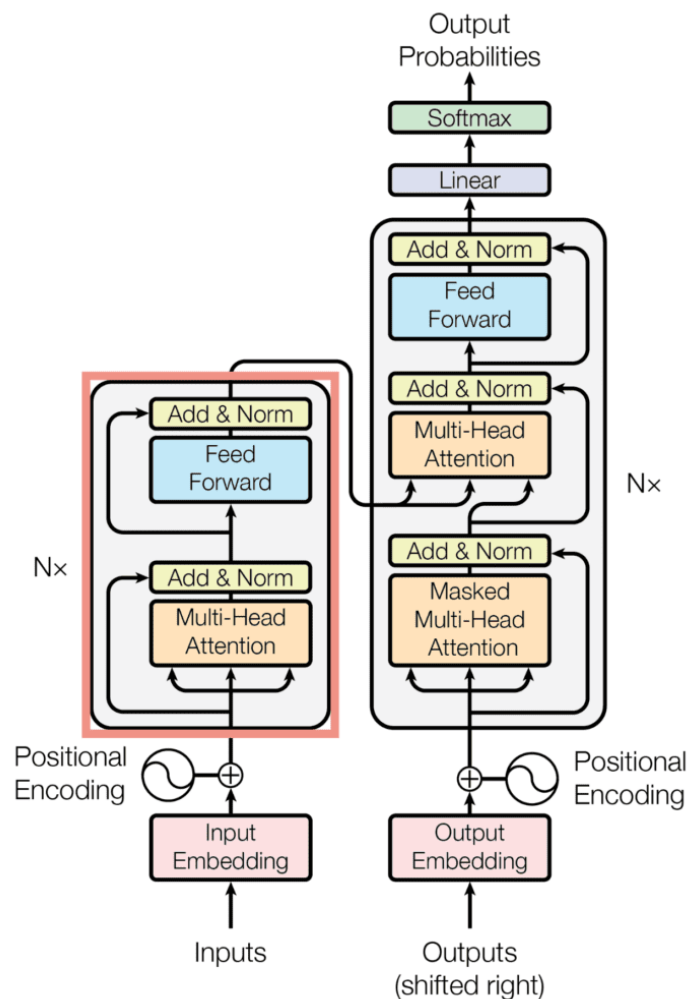 Output
Probabilities
Softmax
Linear
Add & Norm
Feed
Forward
Add & Norm
Multi-Head
Attention
Nx
Add & Norm
Masked
Multi-Head
Attention
Add & Norm
Feed
Forward
Nx
Add & Norm
Multi-Head
Attention
Positional
Encoding
Positional
Encoding
Input
Embedding
Output
Embedding
Inputs
Outputs
(shifted right)